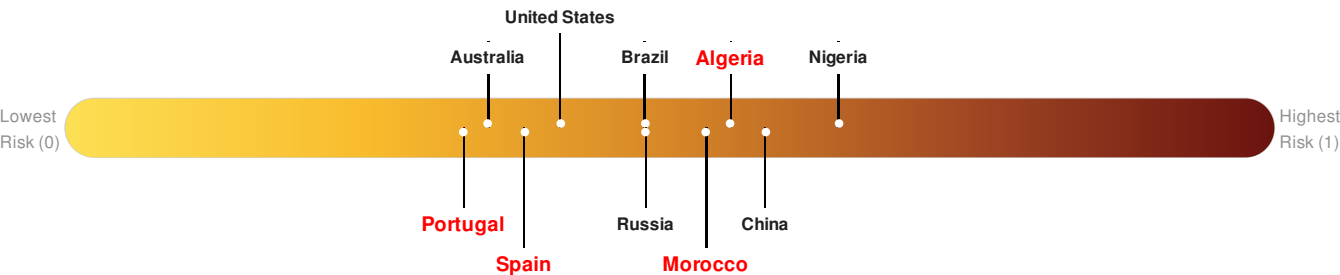 United States
Australia
Brazil
Algeria
Nigeria
Lowest
Risk (0)
Highest
Risk (1)
Portugal
Russia
China
Spain
Morocco